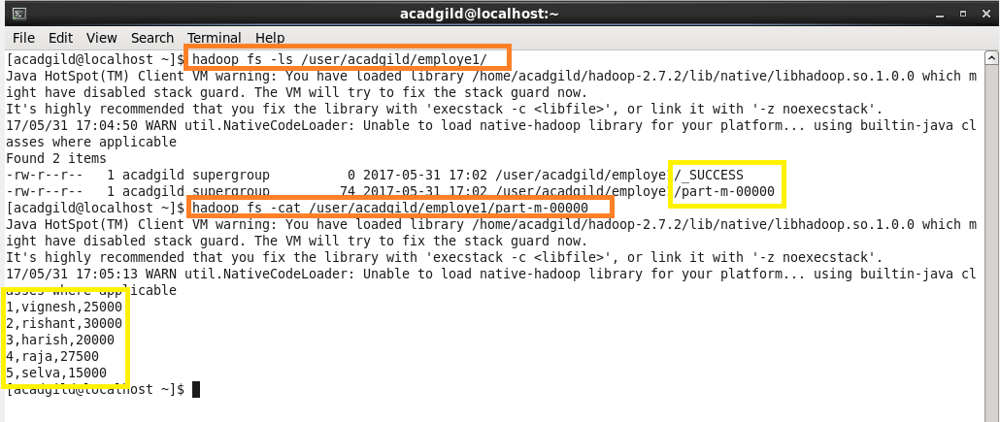 acadgild@localhost:~
File Edit View Search Terminal Help
[acadgild@localhost ~]$ hadoop fs -ls /user/acadgild/employe1/
Java HotSpot(TM) Client VM warning: You have loaded library /home/acadgild/hadoop-2.7.2/lib/native/libhadoop.so.1.0.0 which m
ight have disabled stack guard. The VM will try to fix the stack guard now.
It's highly recommended that you fix the library with 'execstack -c <libfile>', or link it with '-z noexecstack'.
17/05/31 17:04:50 WARN util.NativeCodeLoader: Unable to load native-hadoop library for your platform... using builtin-java cl
asses where applicable
Found 2 items
-rw-r--r--   1 acadgild supergroup          0 2017-05-31 17:02 /user/acadgild/employe1/_SUCCESS
-rw-r--r--   1 acadgild supergroup         74 2017-05-31 17:02 /user/acadgild/employe1/part-m-00000
[acadgild@localhost ~]$ hadoop fs -cat /user/acadgild/employe1/part-m-00000
Java HotSpot(TM) Client VM warning: You have loaded library /home/acadgild/hadoop-2.7.2/lib/native/libhadoop.so.1.0.0 which m
ight have disabled stack guard. The VM will try to fix the stack guard now.
It's highly recommended that you fix the library with 'execstack -c <libfile>', or link it with '-z noexecstack'.
17/05/31 17:05:13 WARN util.NativeCodeLoader: Unable to load native-hadoop library for your platform... using builtin-java cl
asses where applicable
1,vignesh,25000
2,rishant,30000
3,harish,20000
4,raja,27500
5,selva,15000
[acadgild@localhost ~]$